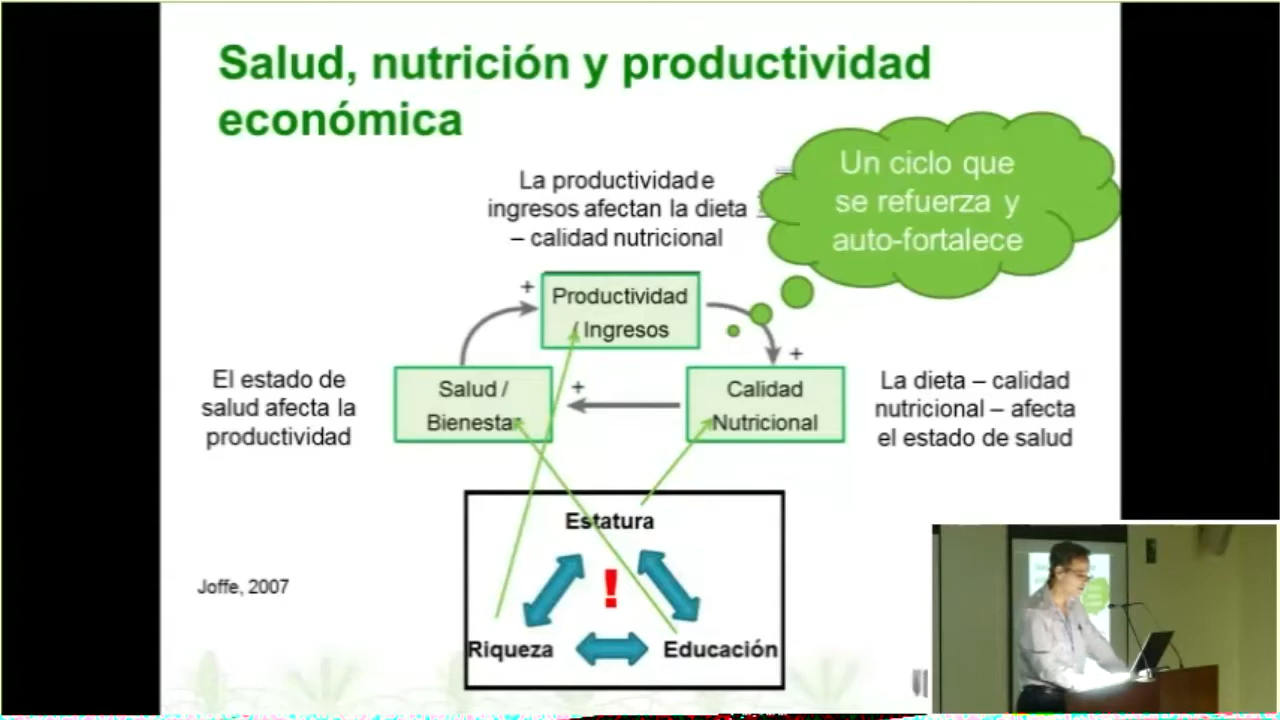 Salud, nutrición y productividad
económica
Un ciclo que
se refuerza y
auto-fortalece
La productividad e
ingresos afectan la dieta
– calidad nutricional
+
Productividad
/ Ingresos
+
El estado de
salud afecta la
productividad
Salud /
Bienestar
+
Calidad
Nutricional
La dieta – calidad
nutricional – afecta
el estado de salud
Estatura
!
Joffe, 2007
Riqueza
Educación